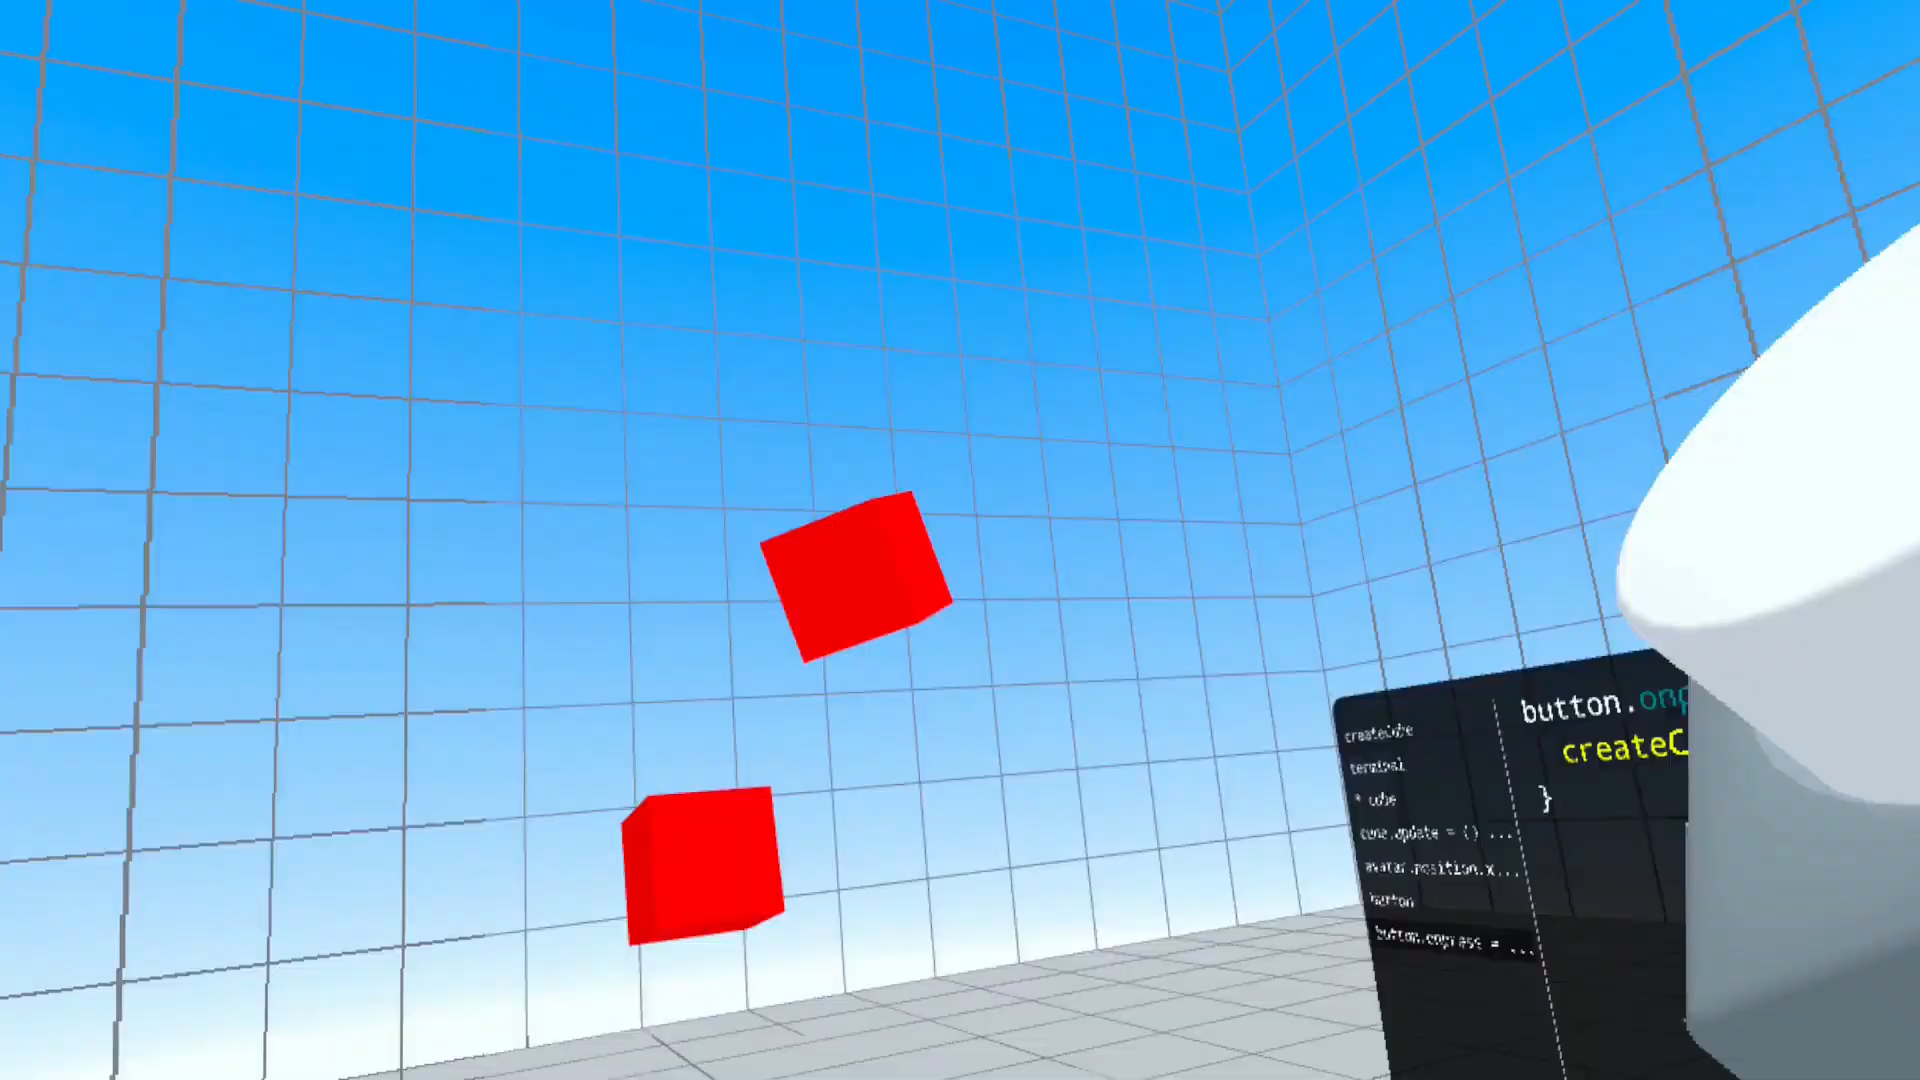 createCube
terminal
* cube
cube.update = () ...
avatar.position.x...
button
button.onpress = ...
button.onp
createC
}